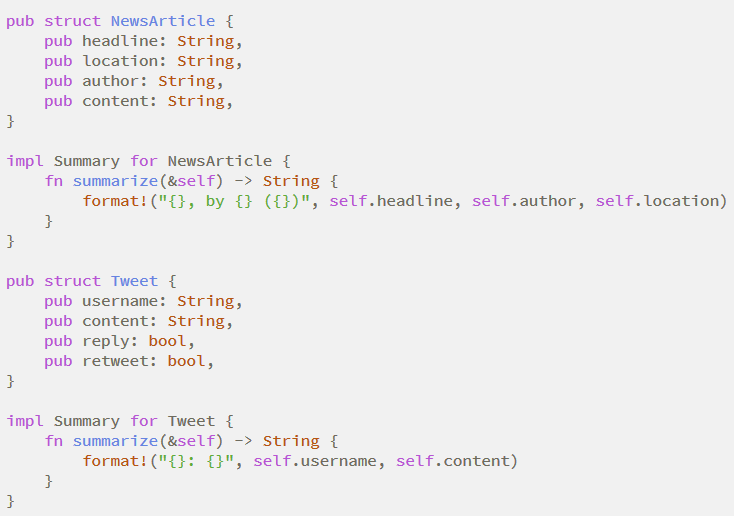 pub struct NewsArticle {
    pub headline: String,
    pub location: String,
    pub author: String,
    pub content: String,
}

impl Summary for NewsArticle {
    fn summarize(&self) -> String {
        format!("{}, by {} ({})", self.headline, self.author, self.location)
    }
}

pub struct Tweet {
    pub username: String,
    pub content: String,
    pub reply: bool,
    pub retweet: bool,
}

impl Summary for Tweet {
    fn summarize(&self) -> String {
        format!("{}: {}", self.username, self.content)
    }
}